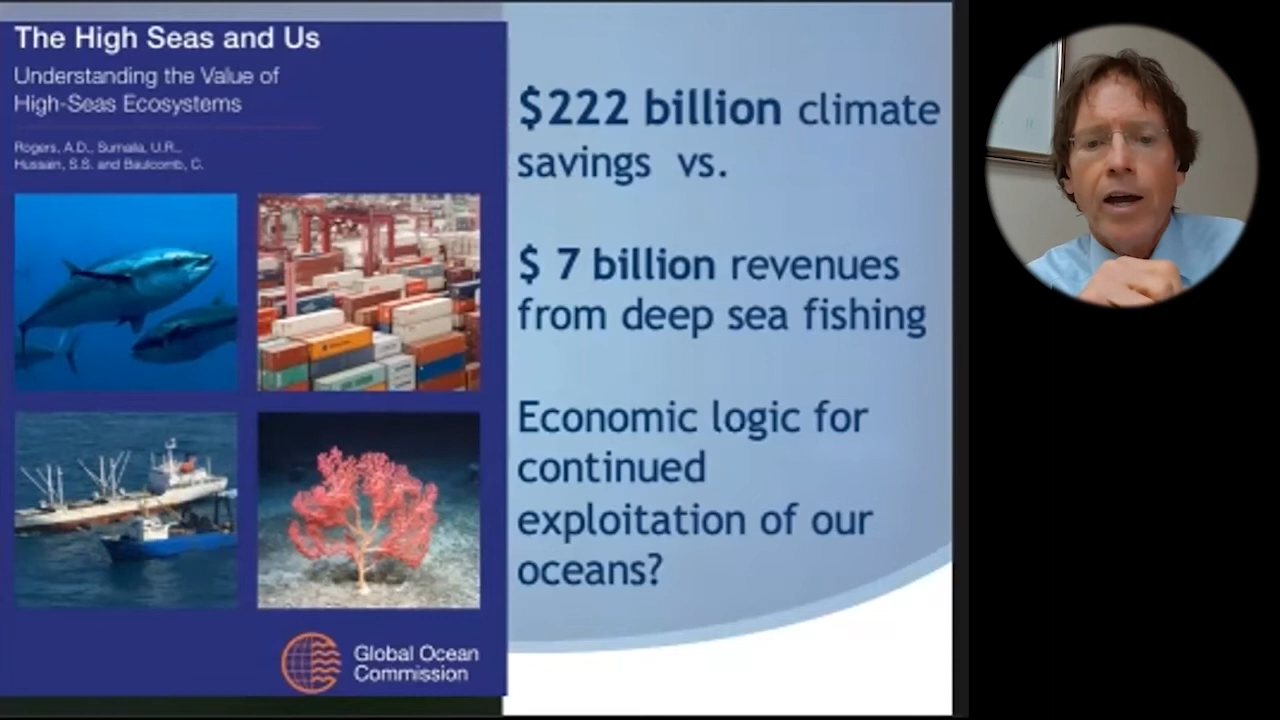 The High Seas and Us
Understanding the Value of
High-Seas Ecosystems
Rogers, A.D., Sumaila, U.R.,
Hussain, S.S. and Baulcomb, C.
Global Ocean
Commission
$222 billion climate
savings vs.
$ 7 billion revenues
from deep sea fishing
Economic logic for
continued
exploitation of our
oceans?